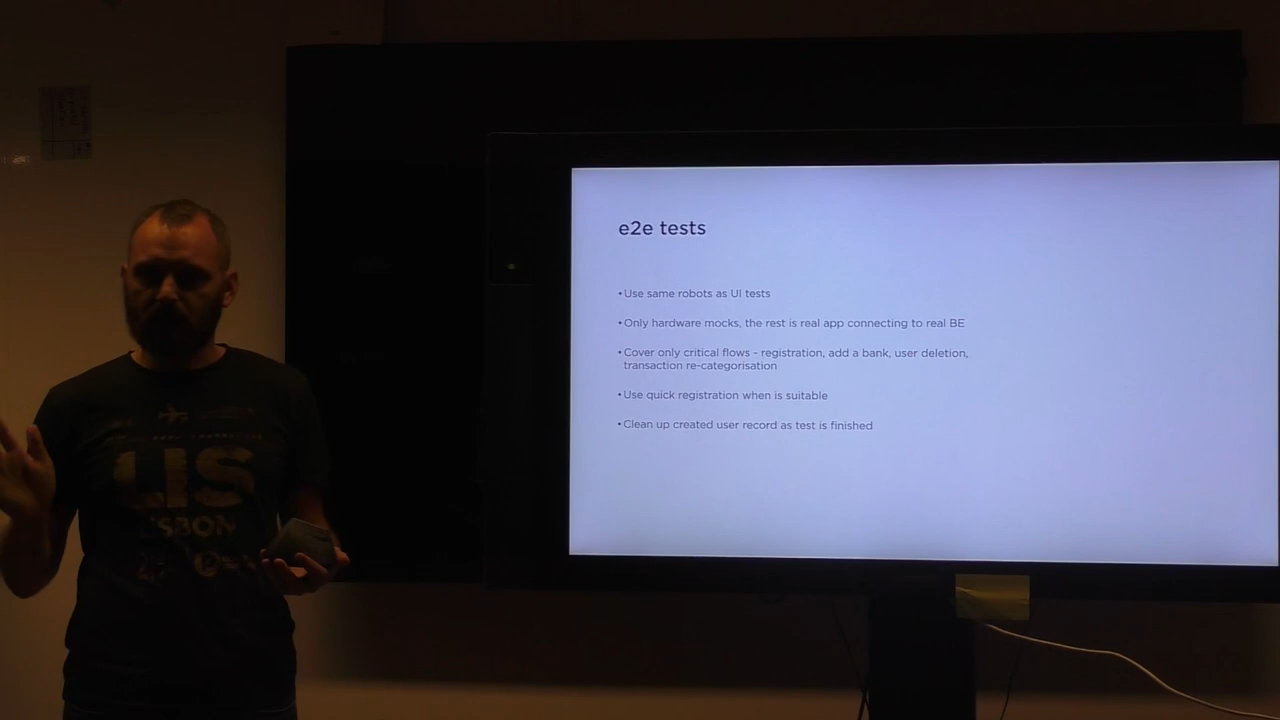 e2e tests
•Use same robots as UI tests
•Only hardware mocks, the rest is real app connecting to real BE
•Cover only critical flows - registration, add a bank, user deletion,
transaction re-categorisation
•Use quick registration when is suitable
•Clean up created user record as test is finished
LIS